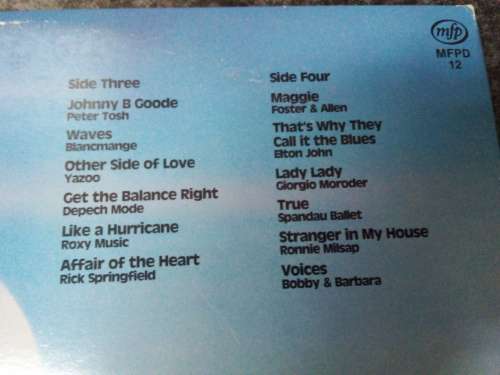 mfp
MFPD
12
Side Three
Johnny B Goode
Peter Tosh
Waves
Blancmange
Other Side of Love
Yazoo
Get the Balance Right
Depech Mode
Like a Hurricane
Roxy Music
Affair of the Heart
Rick Springfield
Side Four
Maggie
Foster & Allen
That's Why They
Call it the Blues
Elton John
Lady Lady
Giorgio Moroder
True
Spandau Ballet
Stranger in My House
Ronnie Milsap
Voices
Bobby & Barbara